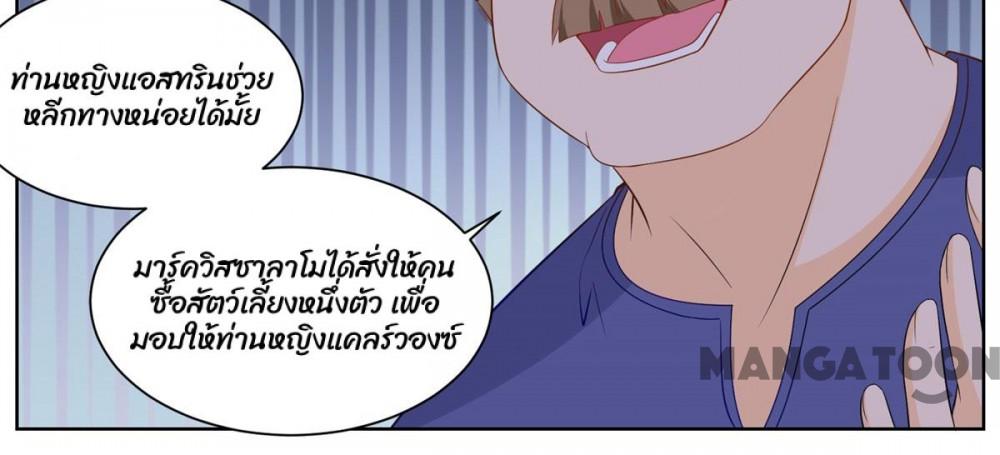 ท่านหญิงแอสทรินช่วย
หลีกทางหน่อยได้มั้ย
มาร์ควิสซาลาโมได้สั่งให้คน
ซื้อสัตว์เลี้ยงหนึ่งตัว เพื่อ
มอบให้ท่านหญิงแคลร์วองซ์
MANGATOON